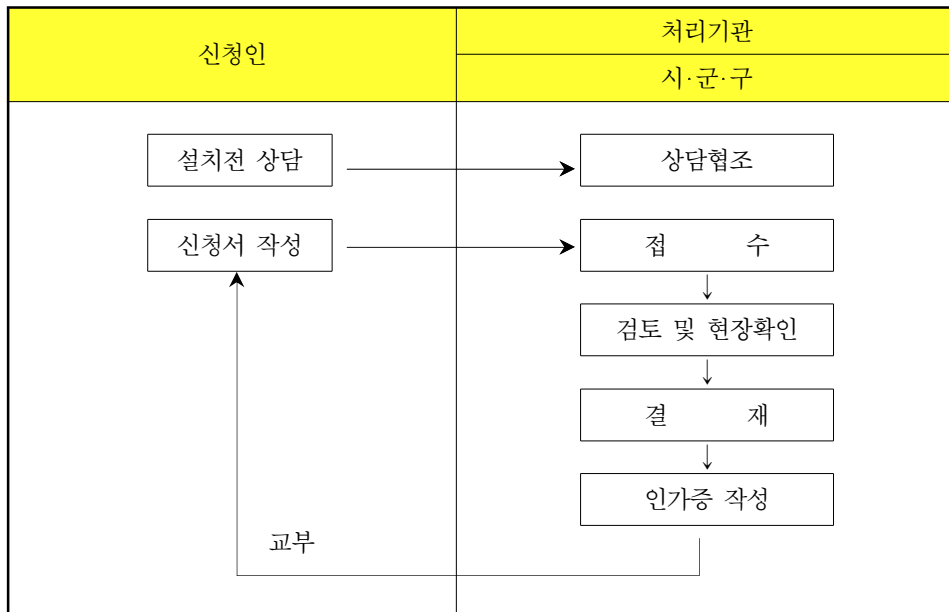 신청인
처리기관
시·군·구
설치전 상담
상담협조
신청서 작성
접 수
검토 및 현장확인
결 재
인가증 작성
교부